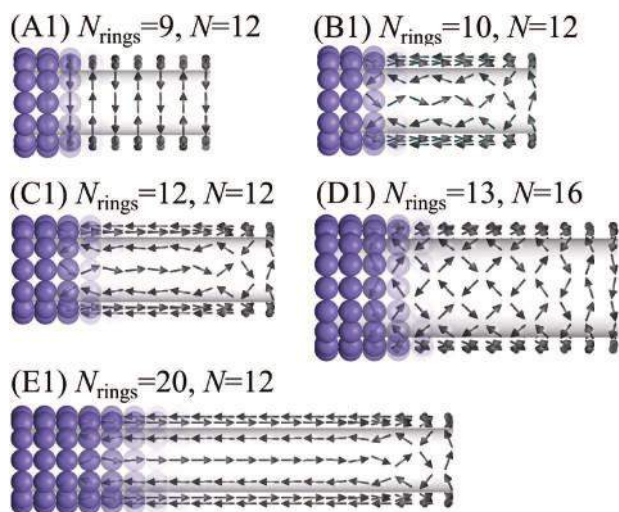 (A1) Nrings=9, N=12
(B1) Nrings=10, N=12
(C1) Nrings=12, N=12
(D1) Nrings=13, N=16
(E1) Nrings=20, N=12